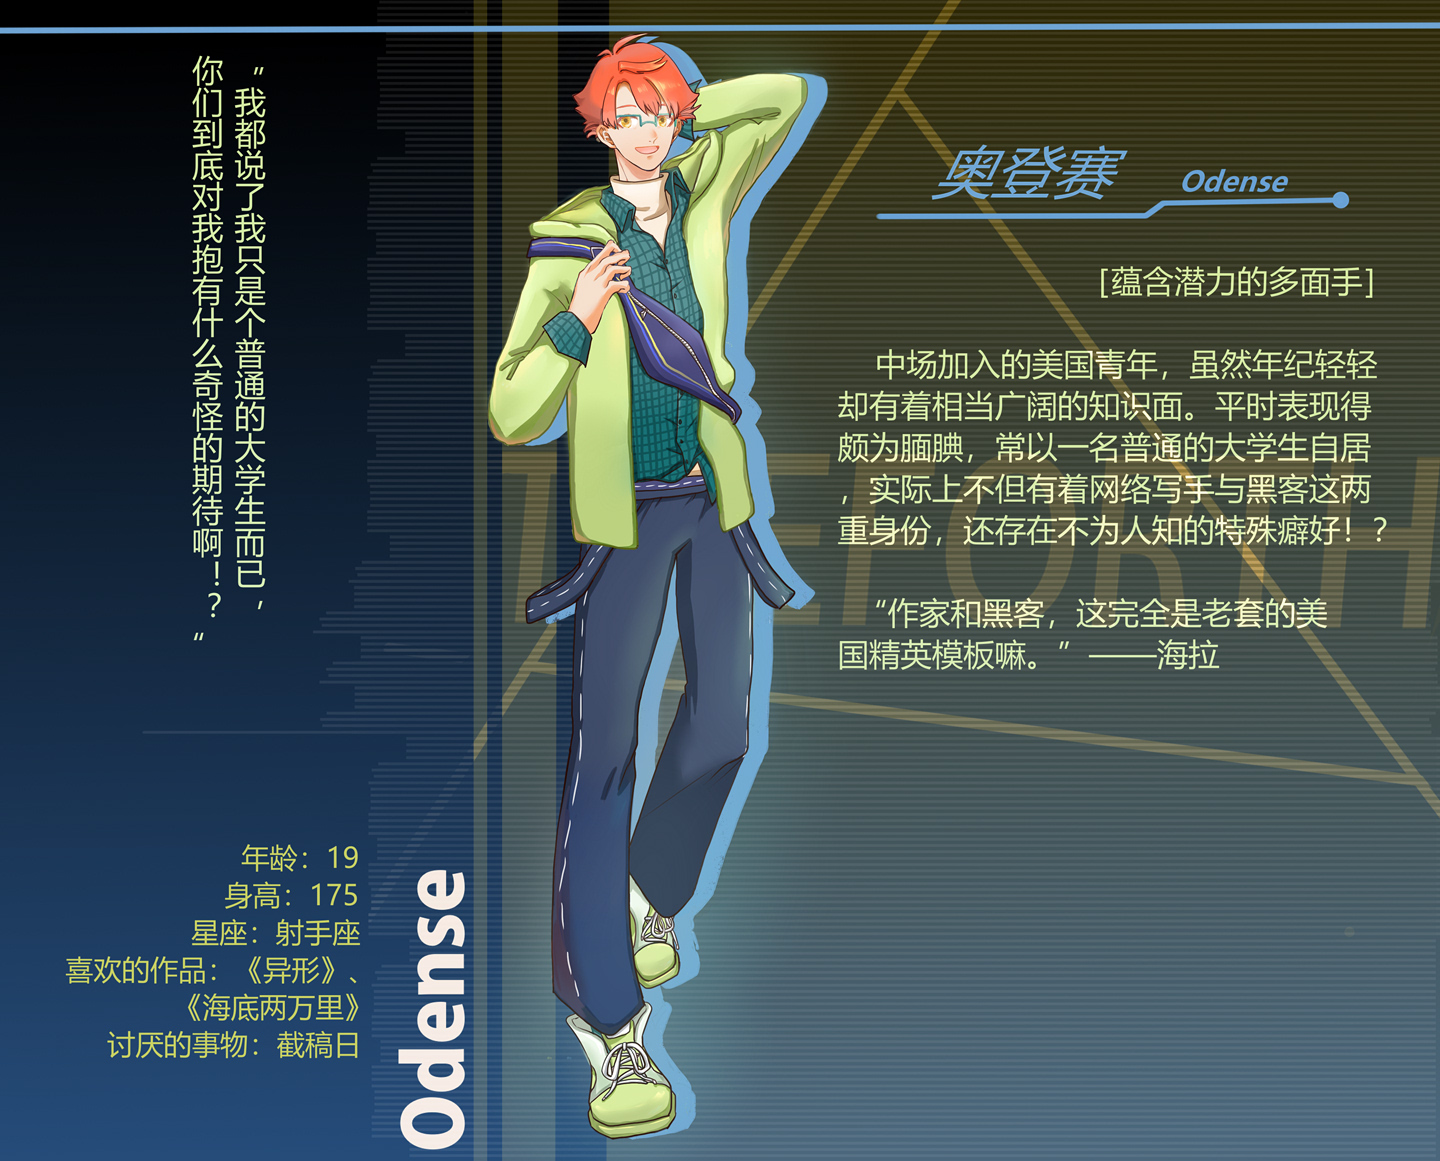 “我都说了我只是个普通的大学生而已，
你们到底对我抱有什么奇怪的期待啊！？“
奥登赛
Odense
[蕴含潜力的多面手]
中场加入的美国青年，虽然年纪轻轻
却有着相当广阔的知识面。平时表现得
颇为腼腆，常以一名普通的大学生自居
，实际上不但有着网络写手与黑客这两
重身份，还存在不为人知的特殊癖好！？
“作家和黑客，这完全是老套的美
国精英模板嘛。”——海拉
年龄：19
身高：175
星座：射手座
喜欢的作品：《异形》、
《海底两万里》
讨厌的事物：截稿日
Odense